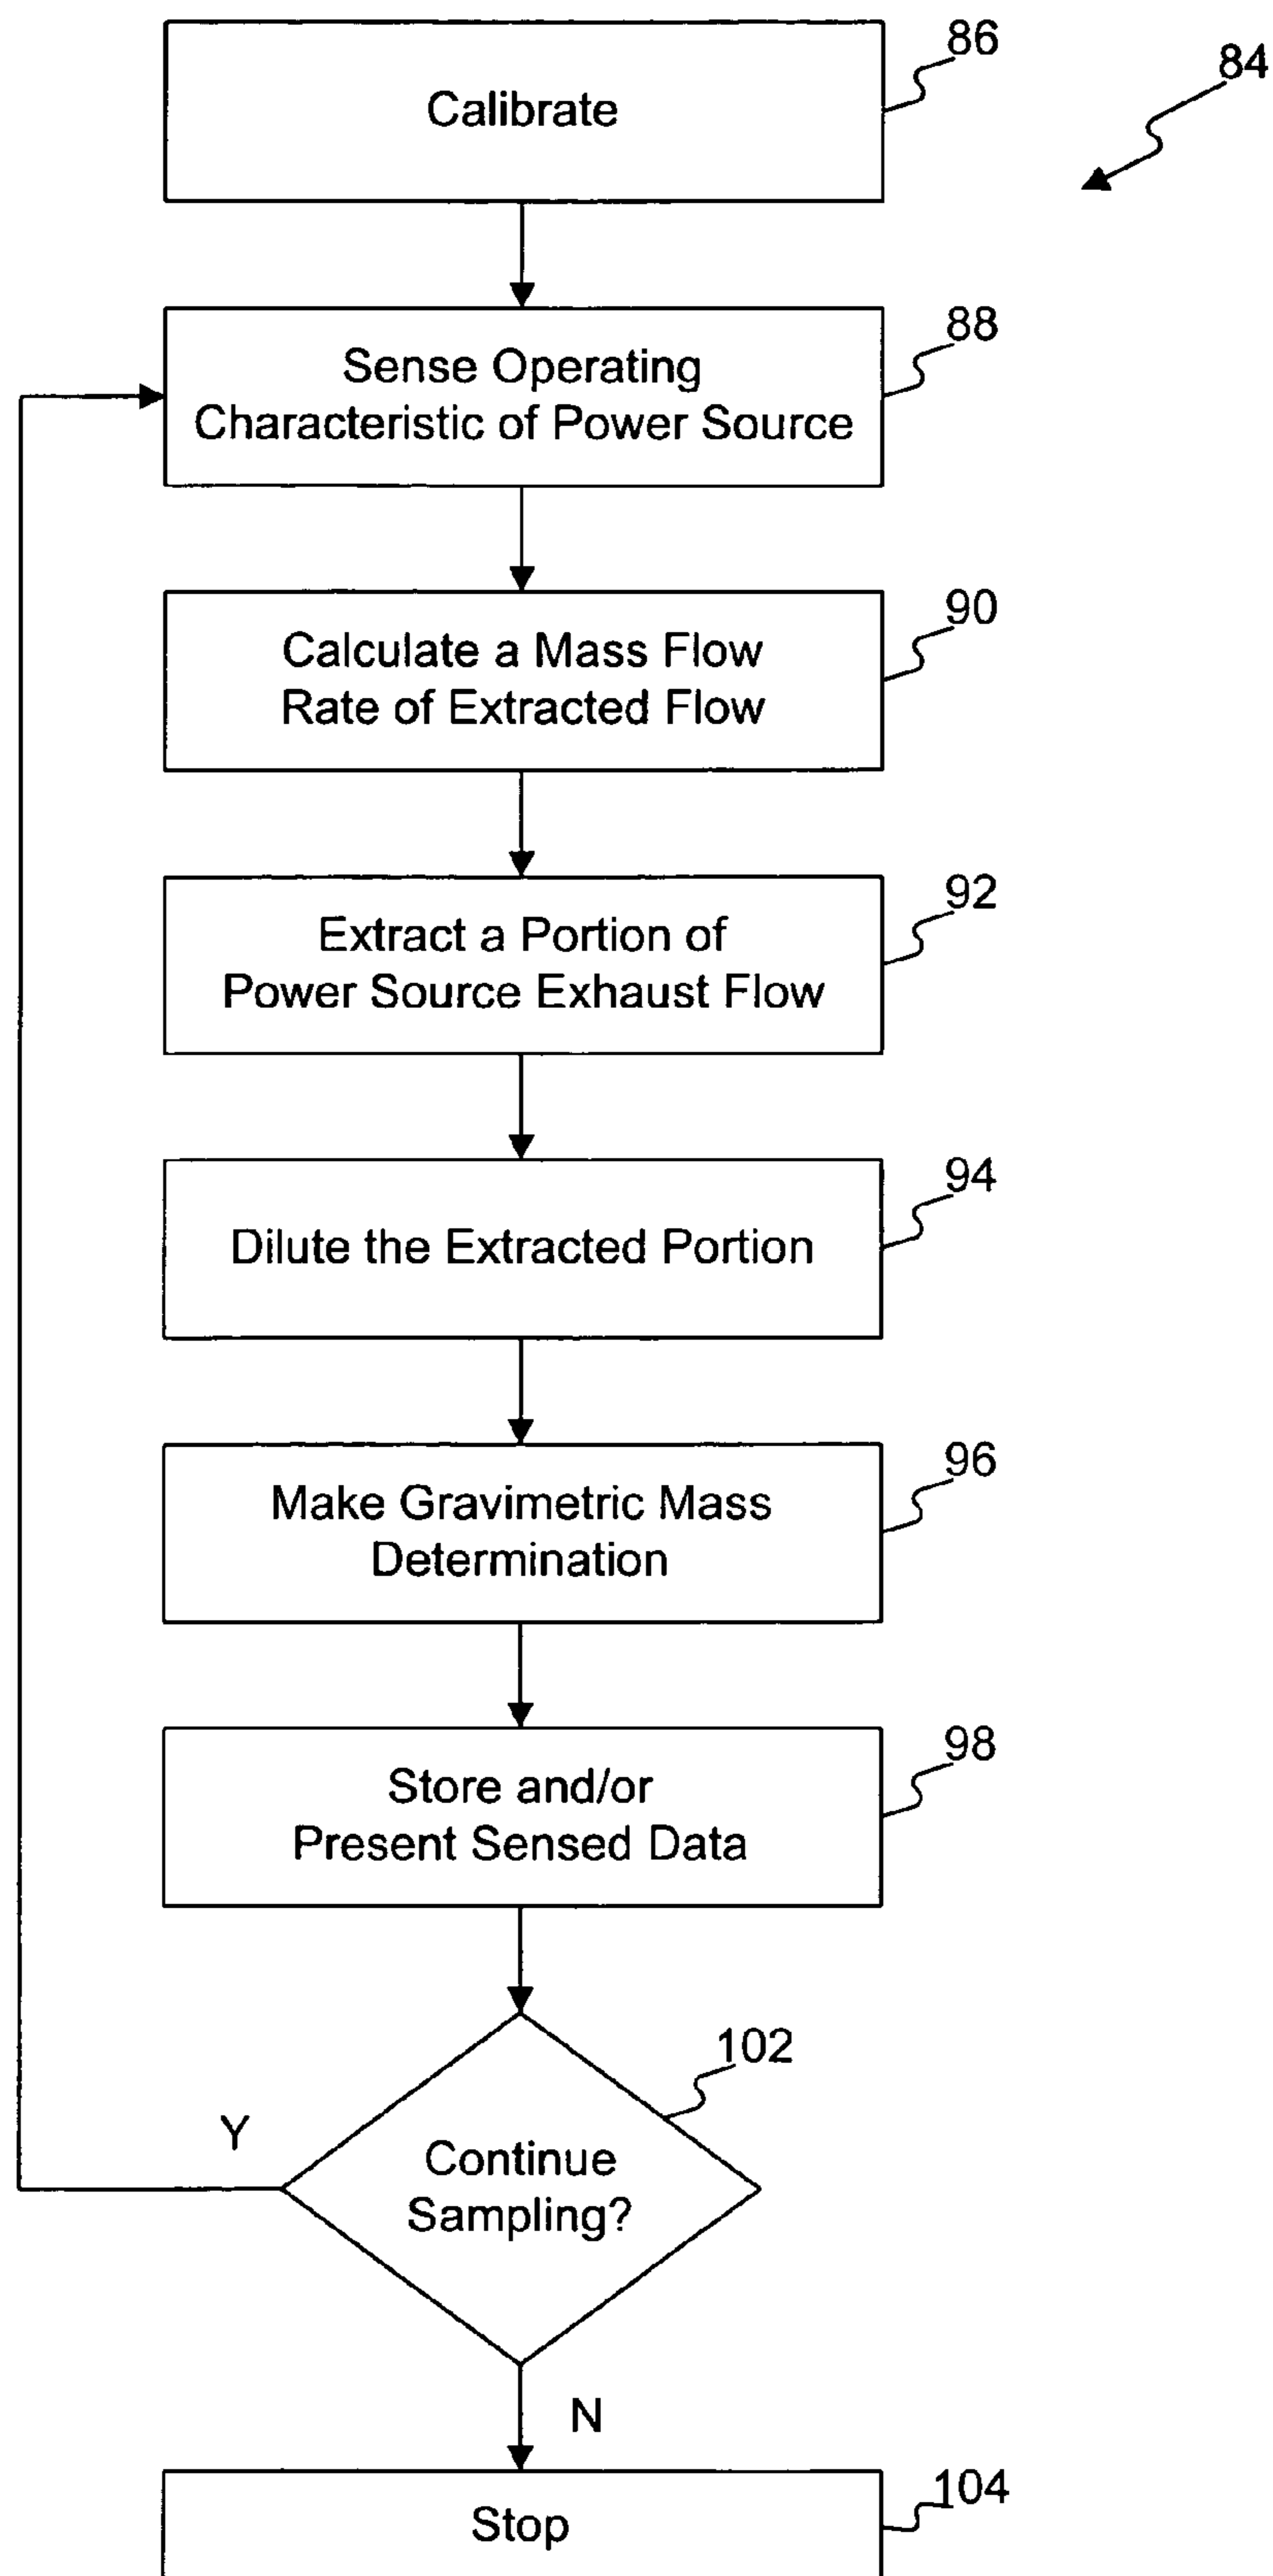 86
84
Calibrate
88
Sense Operating
Characteristic of Power Source
90
Calculate a Mass Flow
Rate of Extracted Flow
92
Extract a Portion of
Power Source Exhaust Flow
94
Dilute the Extracted Portion
96
Make Gravimetric Mass
Determination
98
Store and/or
Present Sensed Data
102
Y
Continue
Sampling?
N
104
Stop